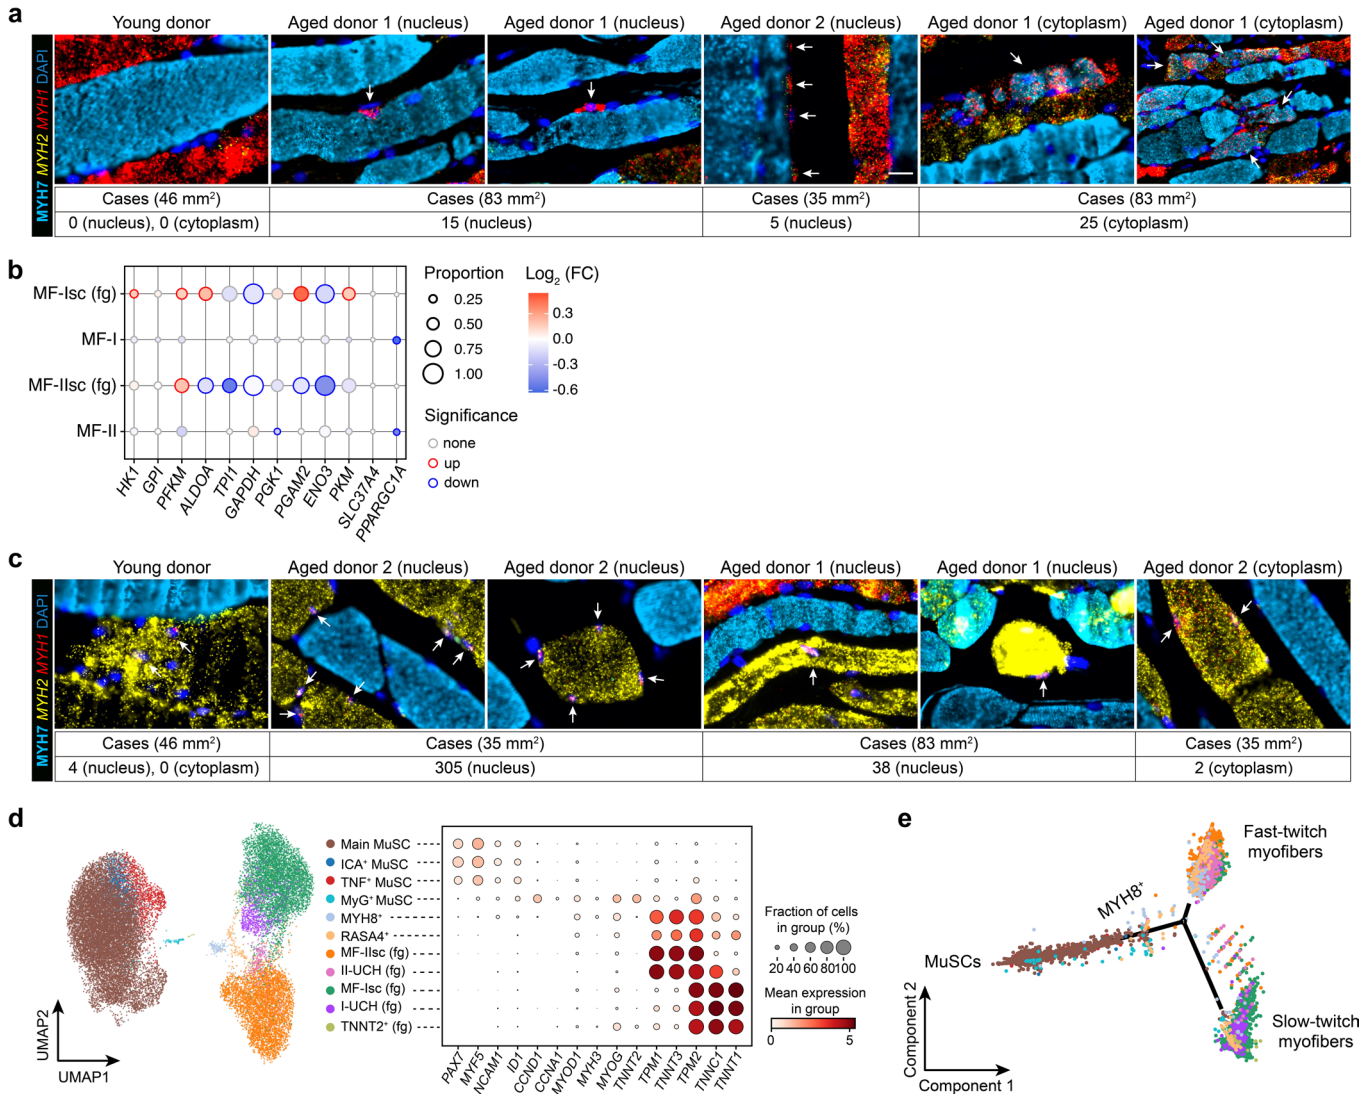 a
Young donor
Aged donor 1 (nucleus)
Aged donor 1 (nucleus)
Aged donor 2 (nucleus)
Aged donor 1 (cytoplasm)
Aged donor 1 (cytoplasm)
MYH7 MYH2 MYH1 DAPI
Cases (46 mm²)
Cases (83 mm²)
Cases (35 mm²)
Cases (83 mm²)
0 (nucleus), 0 (cytoplasm)
15 (nucleus)
5 (nucleus)
25 (cytoplasm)
b
MF-Isc (fg)
MF-I
MF-IIsc (fg)
MF-II
HK1
GPI
PFKM
ALDOA
TPI1
GAPDH
PGK1
PGAM2
ENO3
PKM
SLC37A4
PPARGC1A
Proportion
0.25
0.50
0.75
1.00
Log₂ (FC)
0.3
0.0
-0.3
-0.6
Significance
none
up
down
c
Young donor
Aged donor 2 (nucleus)
Aged donor 2 (nucleus)
Aged donor 1 (nucleus)
Aged donor 1 (nucleus)
Aged donor 2 (cytoplasm)
MYH7 MYH2 MYH1 DAPI
Cases (46 mm²)
Cases (35 mm²)
Cases (83 mm²)
Cases (35 mm²)
4 (nucleus), 0 (cytoplasm)
305 (nucleus)
38 (nucleus)
2 (cytoplasm)
d
UMAP2
UMAP1
Main MuSC
ICA⁺ MuSC
TNF⁺ MuSC
MyG⁺ MuSC
MYH8⁺
RASA4⁺
MF-IIsc (fg)
II-UCH (fg)
MF-Isc (fg)
I-UCH (fg)
TNNT2⁺ (fg)
PAX7
MYF5
NCAM1
ID1
CCND1
CCNA1
MYOD1
MYH3
MYOG
TNNT2
TPM1
TNNT3
TPM2
TNNC1
TNNT1
Fraction of cells
in group (%)
20 40 60 80100
Mean expression
in group
0 5
e
Fast-twitch
myofibers
MYH8⁺
MuSCs
Slow-twitch
myofibers
Component 2
Component 1